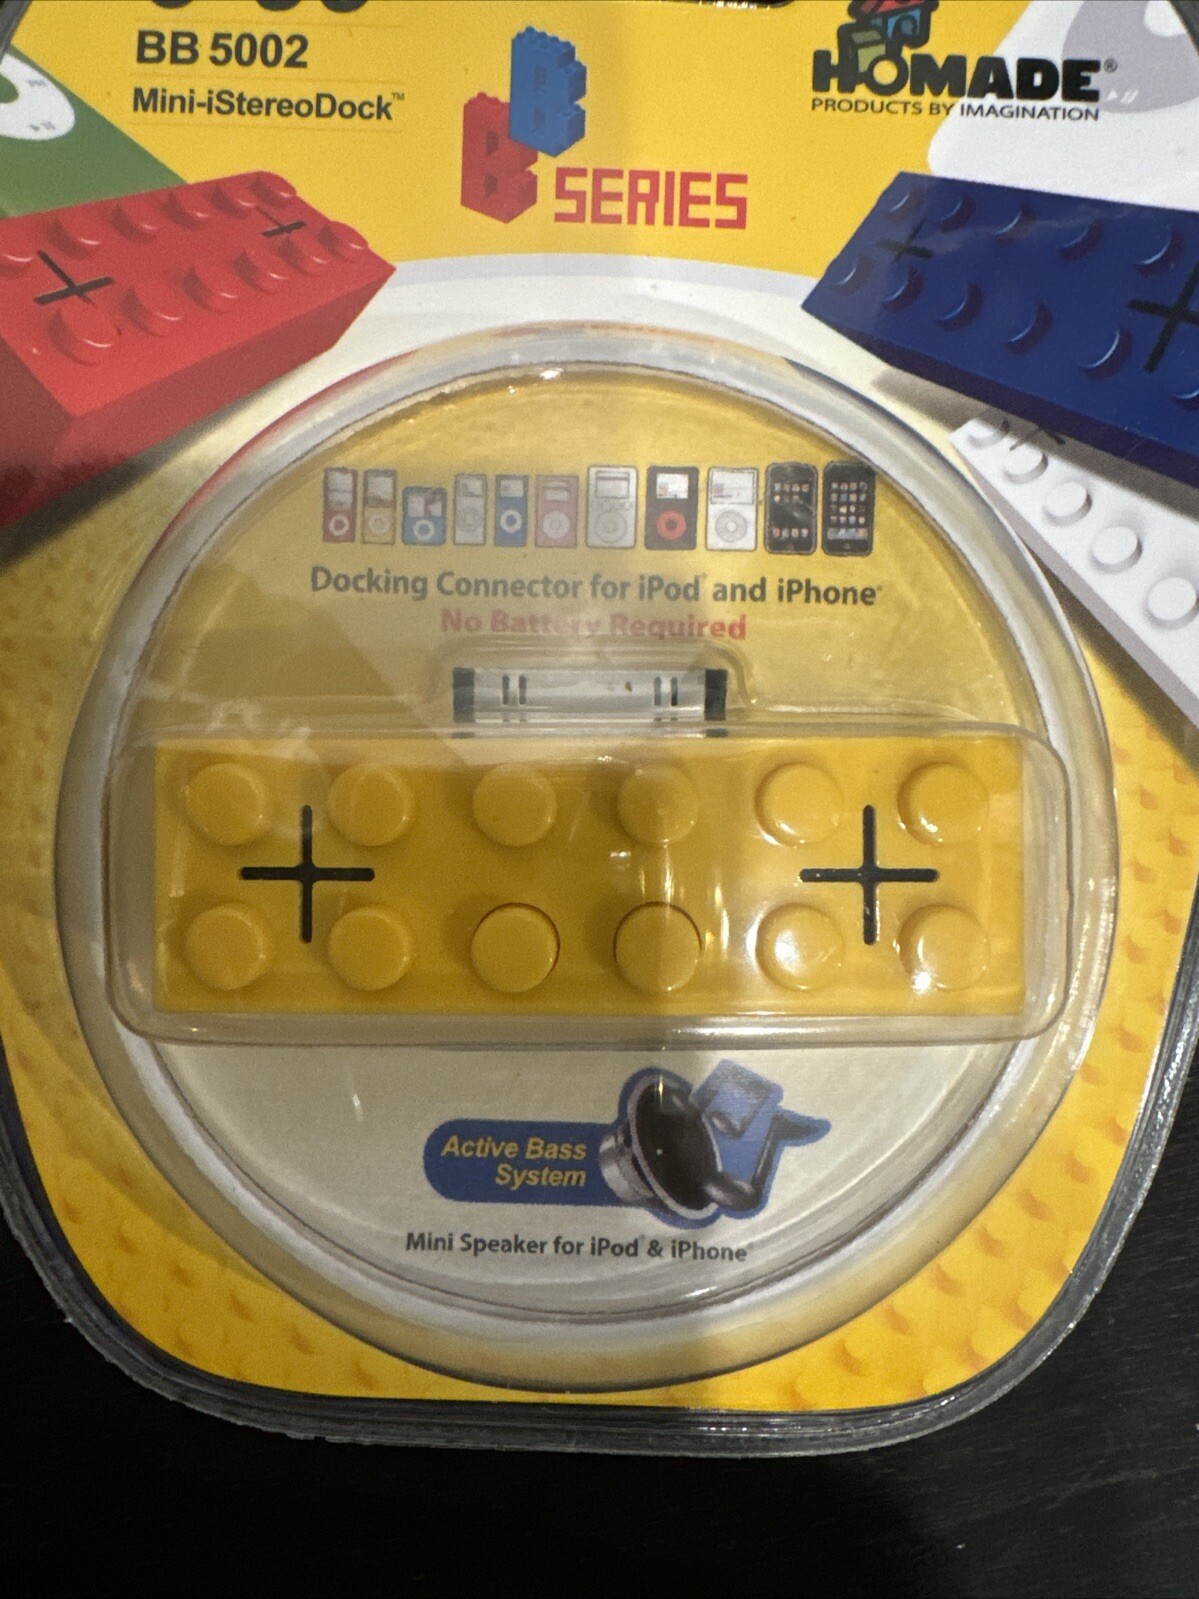 BB 5002
Mini-iStereoDock™
HOMADE®
PRODUCTS BY IMAGINATION
BB
SERIES
Docking Connector for iPod® and iPhone®
No Battery Required
Active Bass
System
Mini Speaker for iPod® & iPhone®